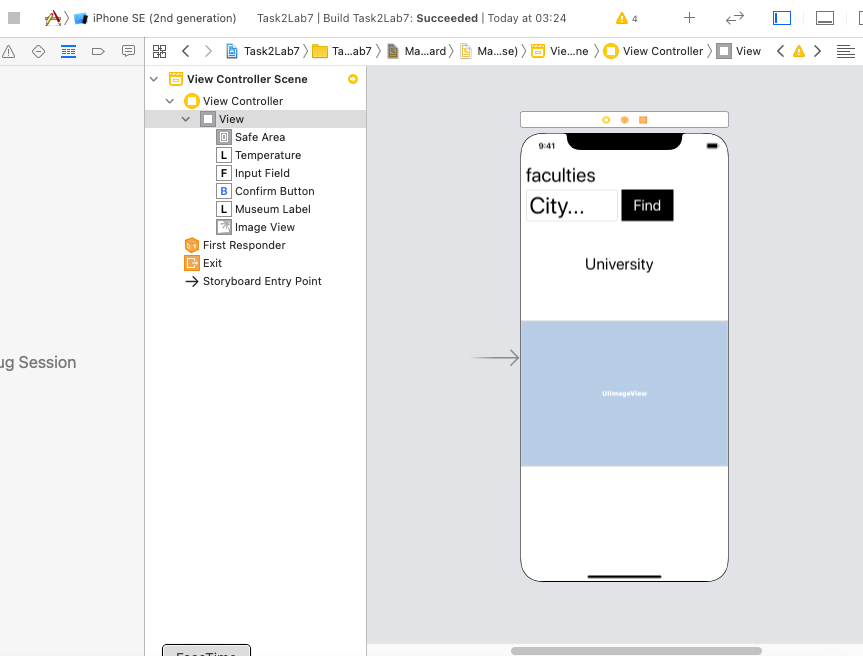 iPhone SE (2nd generation) Task2Lab7 | Build Task2Lab7: Succeeded | Today at 03:24 4
Task2Lab7 Ta...ab7 Ma...ard Ma...se) Vie...ne View Controller View
View Controller Scene
View Controller
View
Safe Area
L Temperature
F Input Field
B Confirm Button
L Museum Label
Image View
First Responder
Exit
Storyboard Entry Point
ug Session
9:41
faculties
City... Find
University
UIImageView
FaceTime